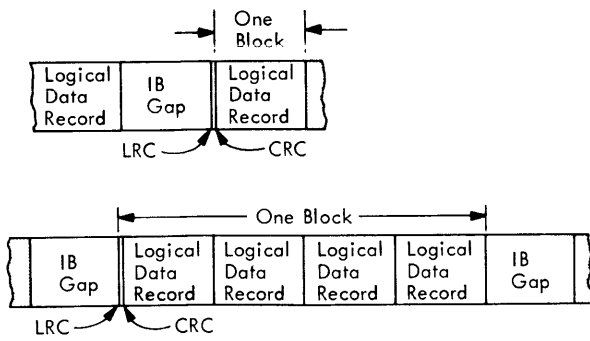 One
Block
Logical
Data
Record
IB
Gap
Logical
Data
Record
LRC
CRC
One Block
IB
Gap
Logical
Data
Record
Logical
Data
Record
Logical
Data
Record
Logical
Data
Record
IB
Gap
LRC
CRC